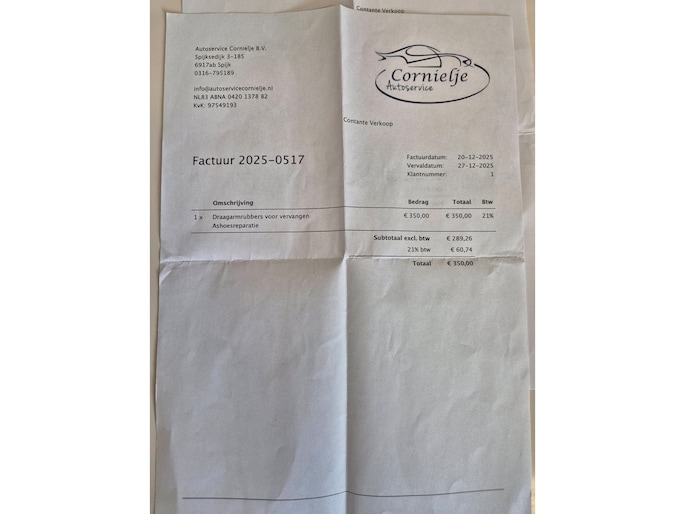 Contante Verkoop
Autoservice Cornielje B.V.
Spijksedijk 3-185
6917ab Spijk
0316-795189
info@autoservicecornielje.nl
NL83 ABNA 0420 1378 82
KvK: 97549193
Cornielje
Autoservice
Contante Verkoop
Factuur 2025-0517
Factuurdatum: 20-12-2025
Vervaldatum: 27-12-2025
Klantnummer: 1
Omschrijving Bedrag Totaal Btw
1 x Draagarmrubbers voor vervangen € 350,00 € 350,00 21%
Ashoesreparatie
Subtotaal excl. btw € 289,26
21% btw € 60,74
Totaal € 350,00